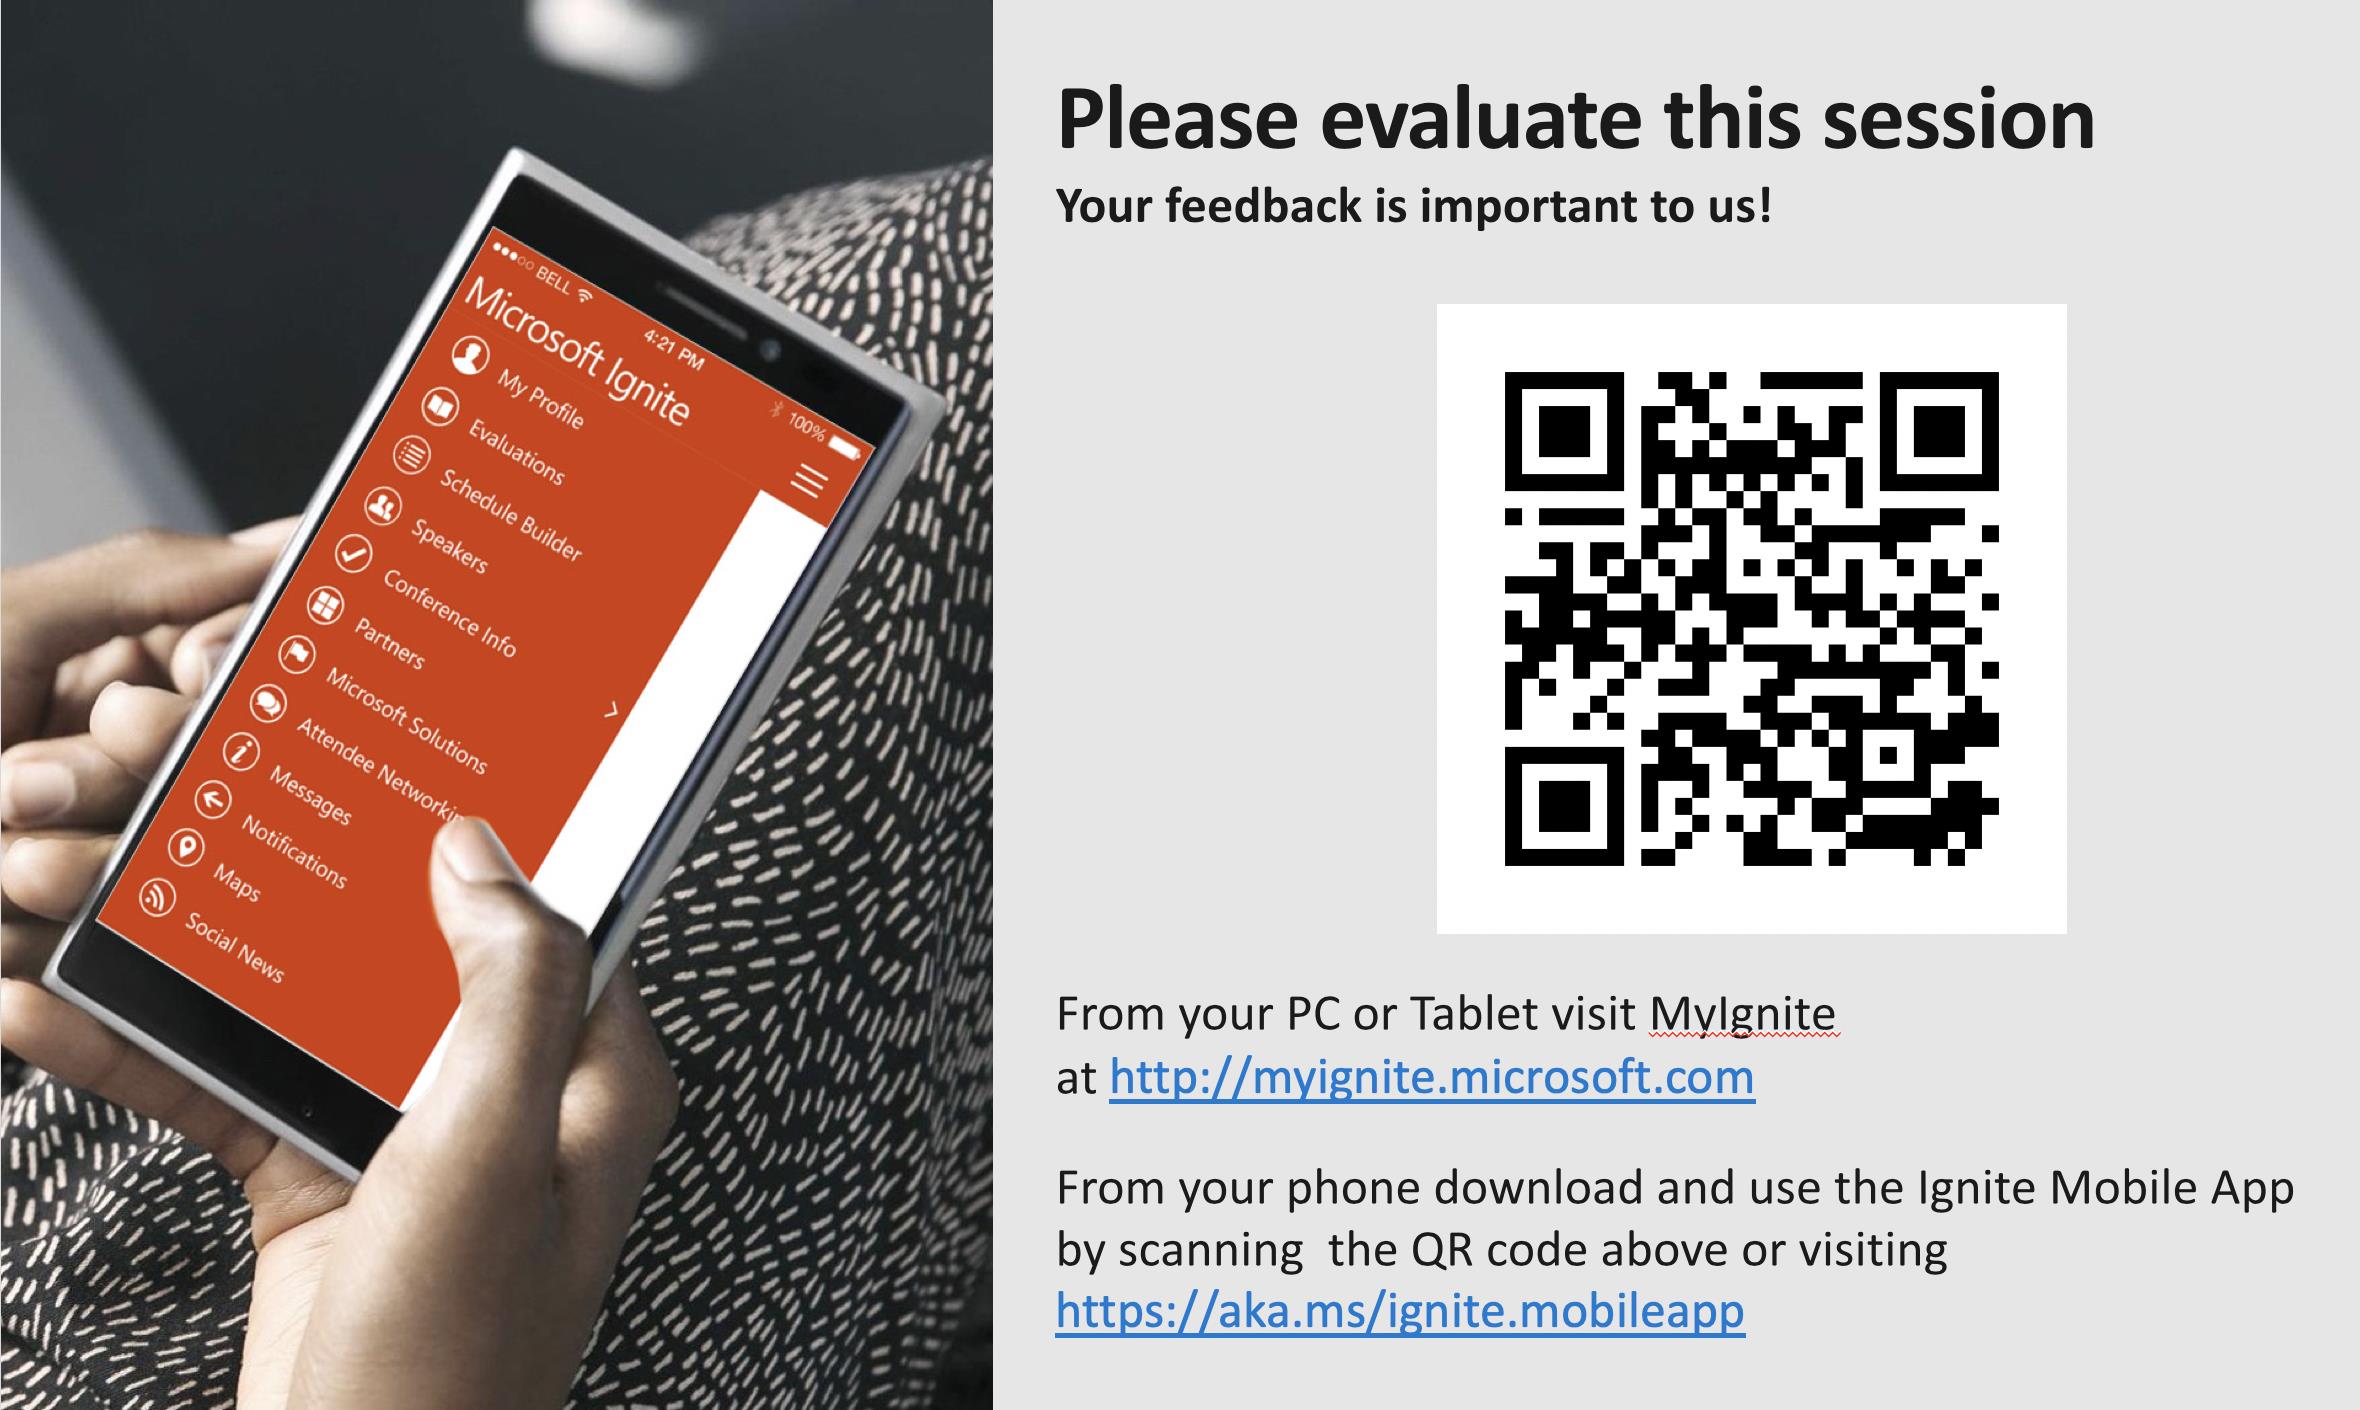 BELL
4:21 PM
100%
Microsoft Ignite
My Profile
Evaluations
Schedule Builder
Speakers
Conference Info
Partners
Microsoft Solutions
Attendee Networkin
Messages
Notifications
Maps
Social News
Please evaluate this session
Your feedback is important to us!
From your PC or Tablet visit MyIgnite
at http://myignite.microsoft.com
From your phone download and use the Ignite Mobile App
by scanning  the QR code above or visiting
https://aka.ms/ignite.mobileapp